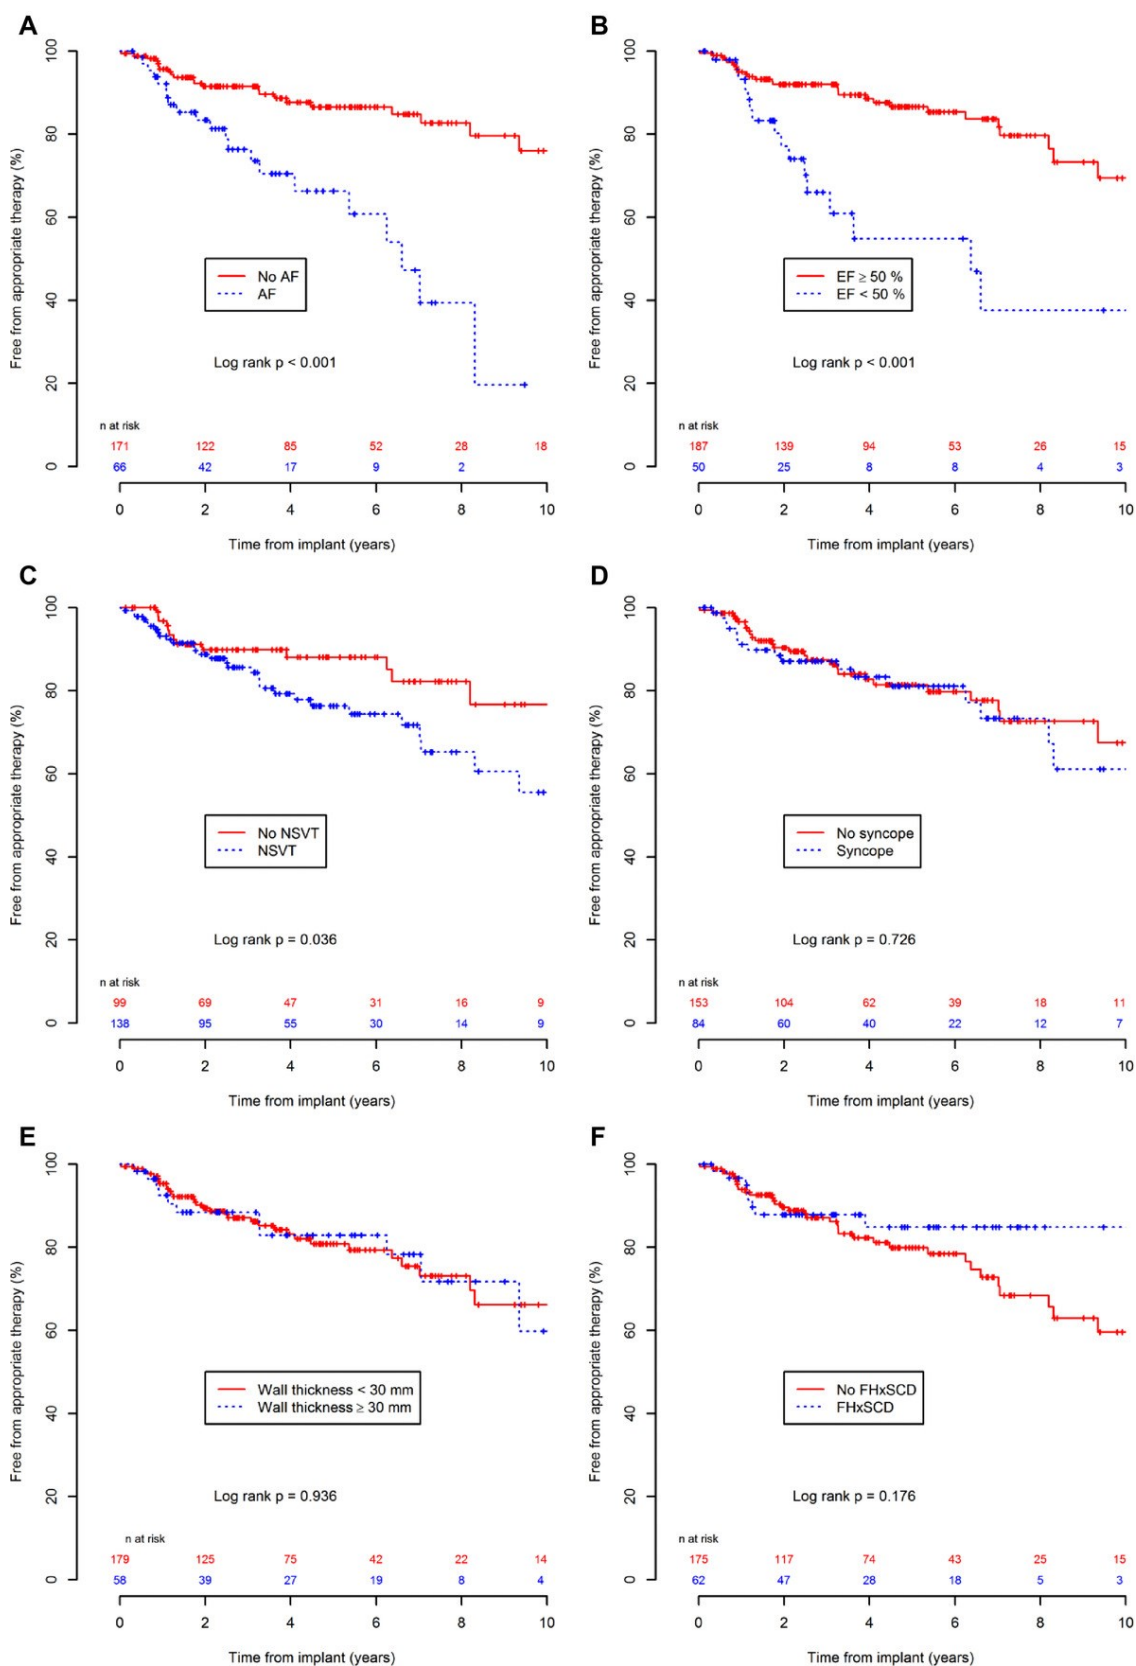 A
Free from appropriate therapy (%)
100
80
60
40
20
0
No AF
AF
Log rank p < 0.001
n at risk
171 122 85 52 28 18
66 42 17 9 2
0 2 4 6 8 10
Time from implant (years)
B
Free from appropriate therapy (%)
100
80
60
40
20
0
EF ≥ 50 %
EF < 50 %
Log rank p < 0.001
n at risk
187 139 94 53 26 15
50 25 8 8 4 3
0 2 4 6 8 10
Time from implant (years)
C
Free from appropriate therapy (%)
100
80
60
40
20
0
No NSVT
NSVT
Log rank p = 0.036
n at risk
99 69 47 31 16 9
138 95 55 30 14 9
0 2 4 6 8 10
Time from implant (years)
D
Free from appropriate therapy (%)
100
80
60
40
20
0
No syncope
Syncope
Log rank p = 0.726
n at risk
153 104 62 39 18 11
84 60 40 22 12 7
0 2 4 6 8 10
Time from implant (years)
E
Free from appropriate therapy (%)
100
80
60
40
20
0
Wall thickness < 30 mm
Wall thickness ≥ 30 mm
Log rank p = 0.936
n at risk
179 125 75 42 22 14
58 39 27 19 8 4
0 2 4 6 8 10
Time from implant (years)
F
Free from appropriate therapy (%)
100
80
60
40
20
0
No FHxSCD
FHxSCD
Log rank p = 0.176
n at risk
175 117 74 43 25 15
62 47 28 18 5 3
0 2 4 6 8 10
Time from implant (years)